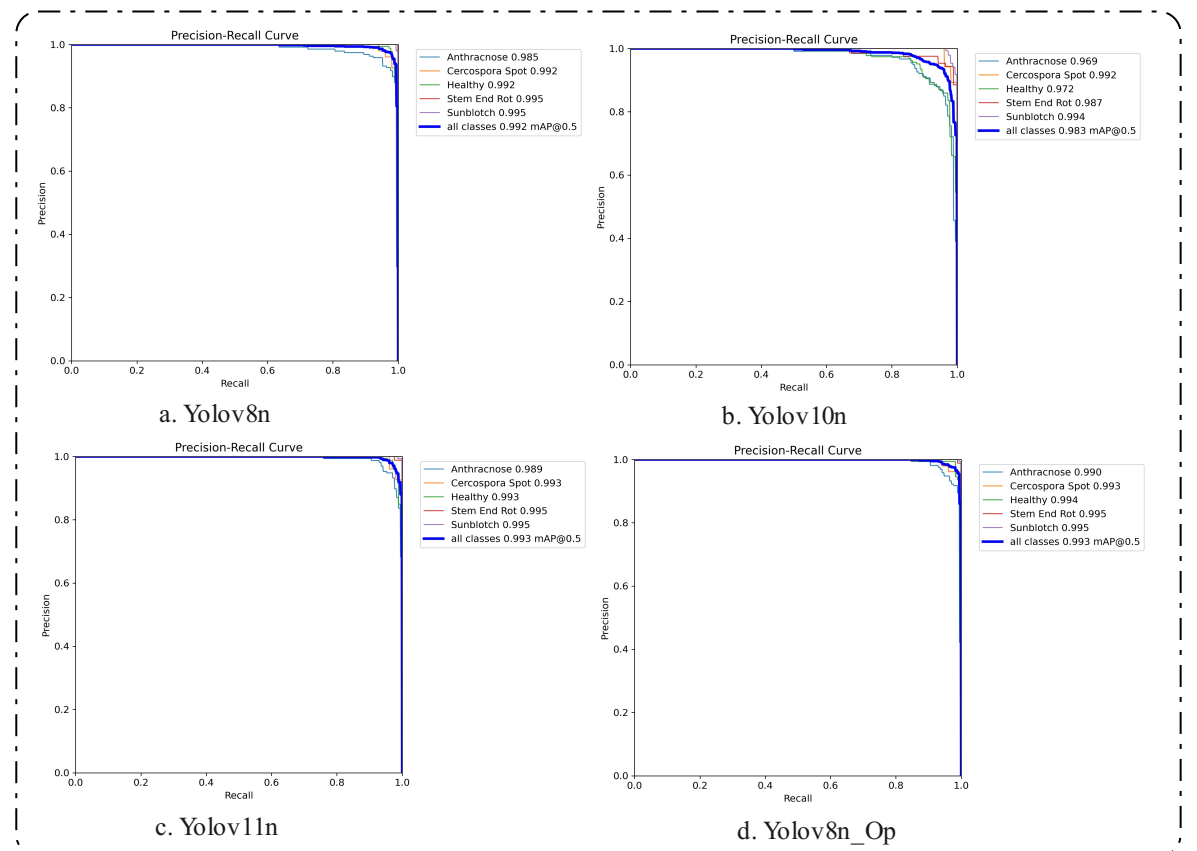 Precision-Recall Curve
1.0
0.8
0.6
0.4
0.2
0.0
Precision
0.0 0.2 0.4 0.6 0.8 1.0
Recall
Anthracnose 0.985
Cercospora Spot 0.992
Healthy 0.992
Stem End Rot 0.995
Sunblotch 0.995
all classes 0.992 mAP@0.5
a. Yolov8n
Precision-Recall Curve
1.0
0.8
0.6
0.4
0.2
0.0
Precision
0.0 0.2 0.4 0.6 0.8 1.0
Recall
Anthracnose 0.969
Cercospora Spot 0.992
Healthy 0.972
Stem End Rot 0.987
Sunblotch 0.994
all classes 0.983 mAP@0.5
b. Yolov10n
Precision-Recall Curve
1.0
0.8
0.6
0.4
0.2
0.0
Precision
0.0 0.2 0.4 0.6 0.8 1.0
Recall
Anthracnose 0.989
Cercospora Spot 0.993
Healthy 0.993
Stem End Rot 0.995
Sunblotch 0.995
all classes 0.993 mAP@0.5
c. Yolov11n
Precision-Recall Curve
1.0
0.8
0.6
0.4
0.2
0.0
Precision
0.0 0.2 0.4 0.6 0.8 1.0
Recall
Anthracnose 0.990
Cercospora Spot 0.993
Healthy 0.994
Stem End Rot 0.995
Sunblotch 0.995
all classes 0.993 mAP@0.5
d. Yolov8n_Op